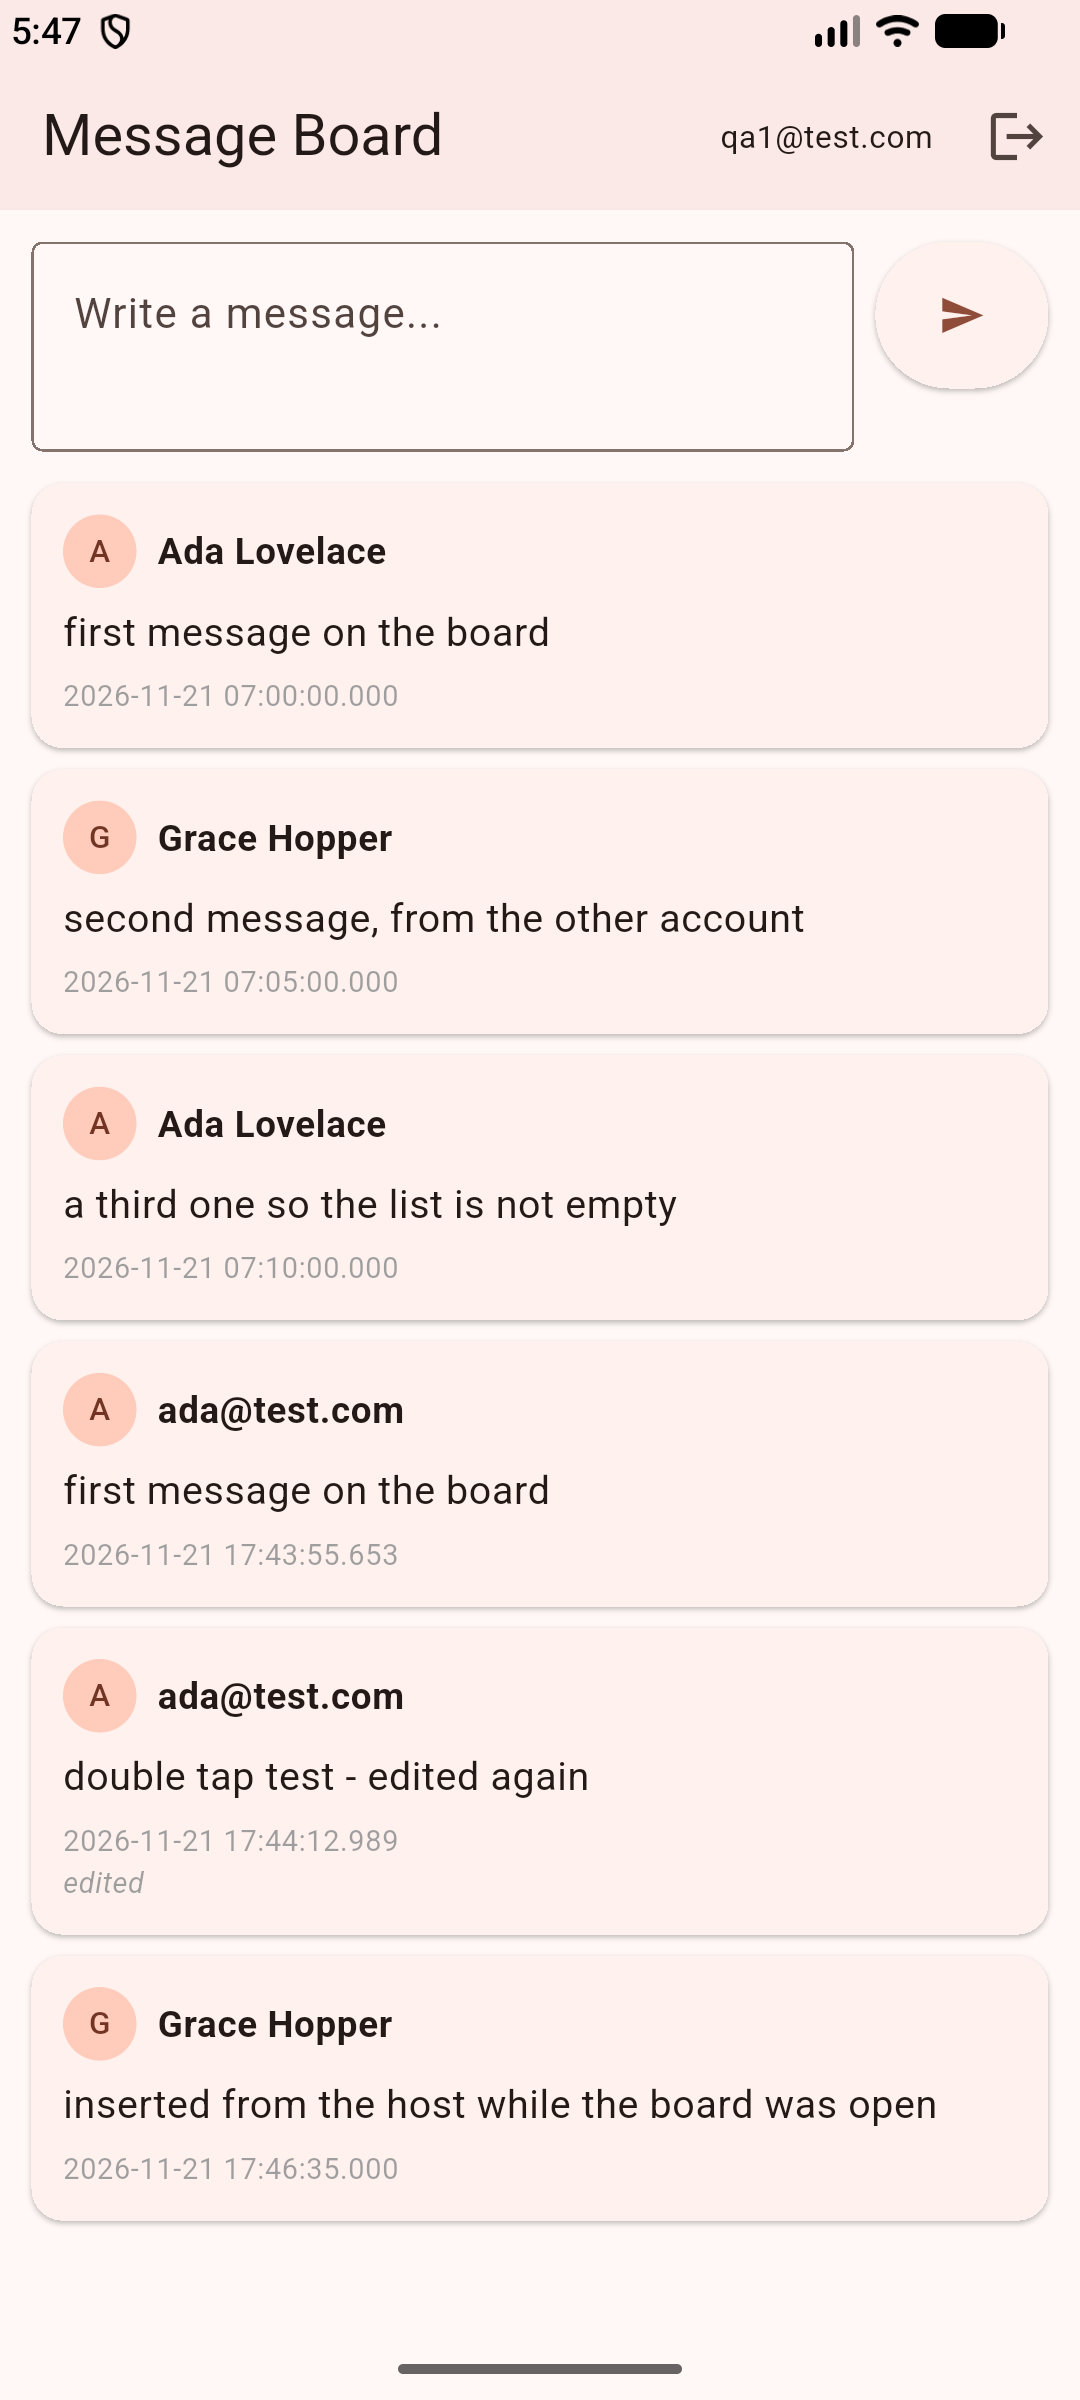 5:47
Message Board
qa1@test.com
Write a message...
A
Ada Lovelace
first message on the board
2026-11-21 07:00:00.000
G
Grace Hopper
second message, from the other account
2026-11-21 07:05:00.000
A
Ada Lovelace
a third one so the list is not empty
2026-11-21 07:10:00.000
A
ada@test.com
first message on the board
2026-11-21 17:43:55.653
A
ada@test.com
double tap test - edited again
2026-11-21 17:44:12.989
edited
G
Grace Hopper
inserted from the host while the board was open
2026-11-21 17:46:35.000